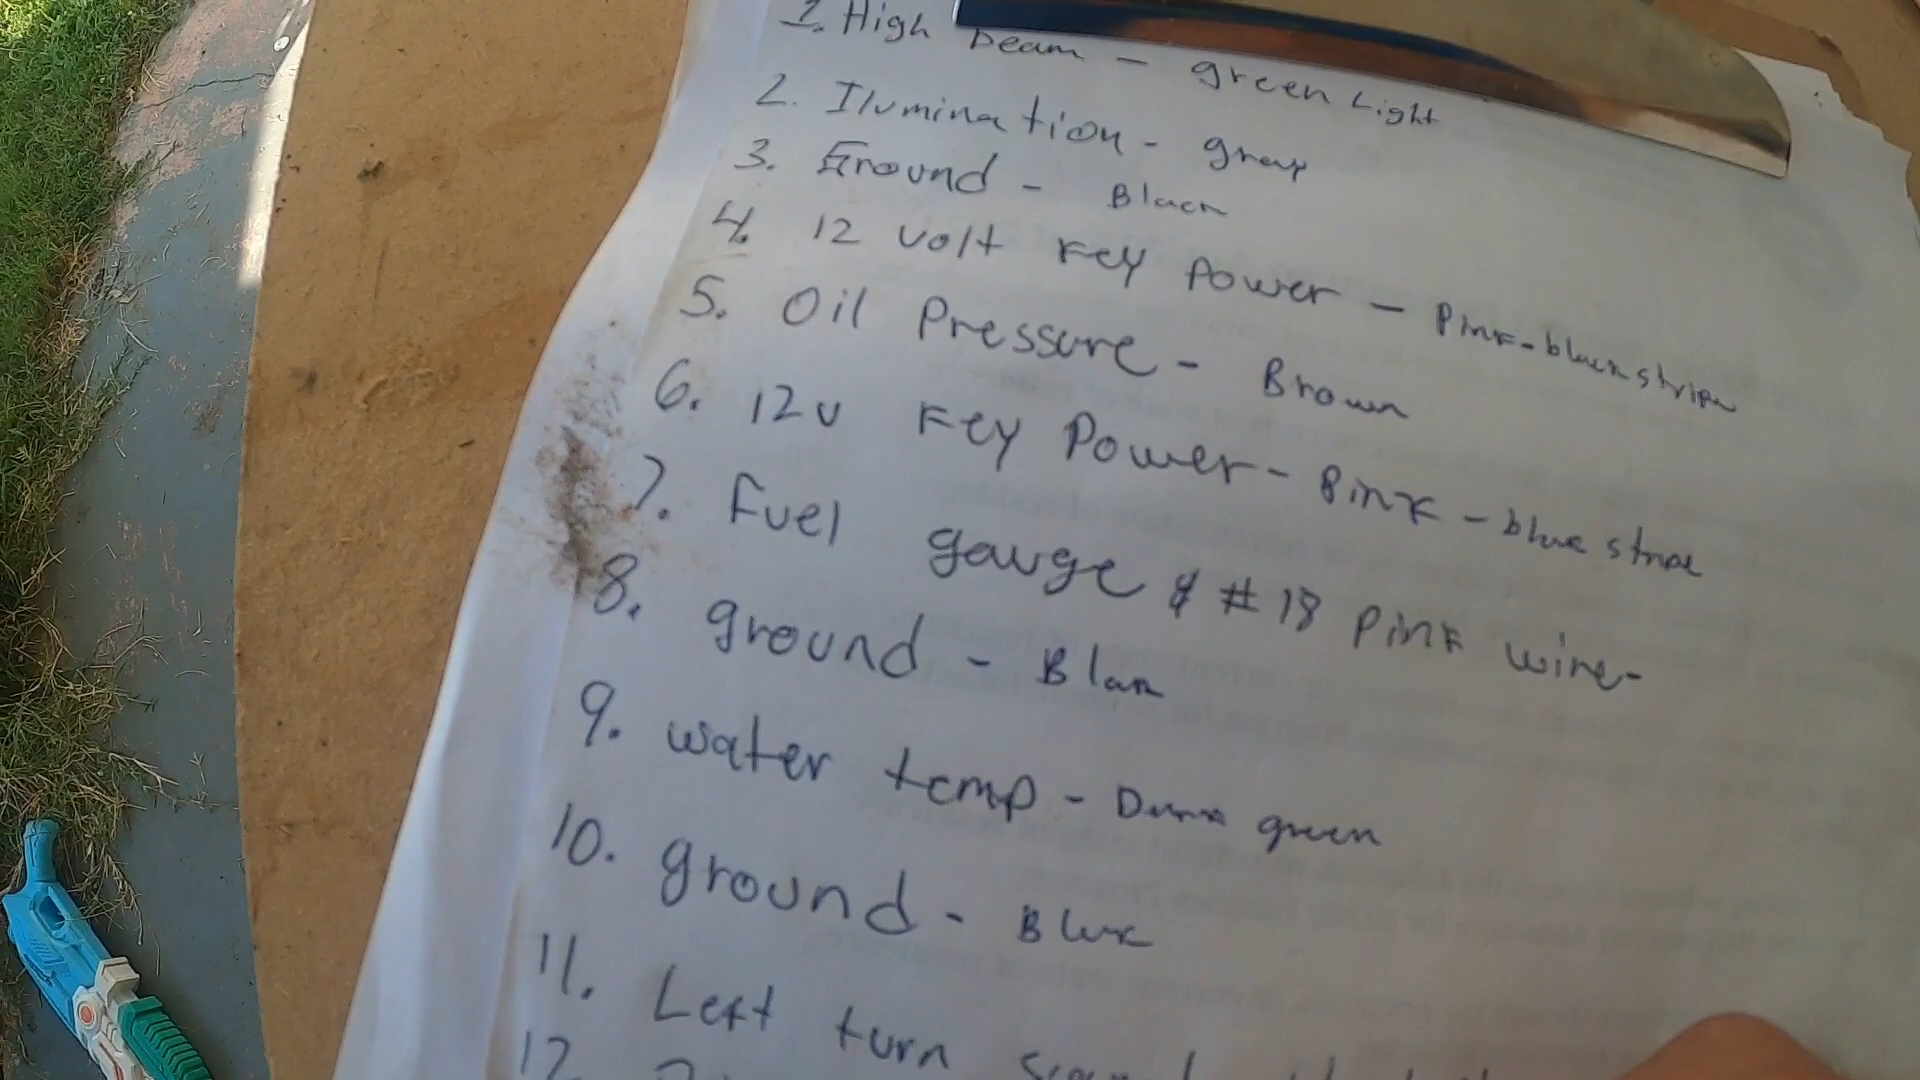 1. High beam - green Light
2. Ilumination - gray
3. Ground - Black
4. 12 volt Key Power - Pink - black stripe
5. Oil Pressure - Brown
6. 12v Key Power - Pink - blue stripe
7. Fuel gauge & #18 Pink wire-
8. ground - Black
9. water temp - Dark green
10. ground -
11. Left turn
12